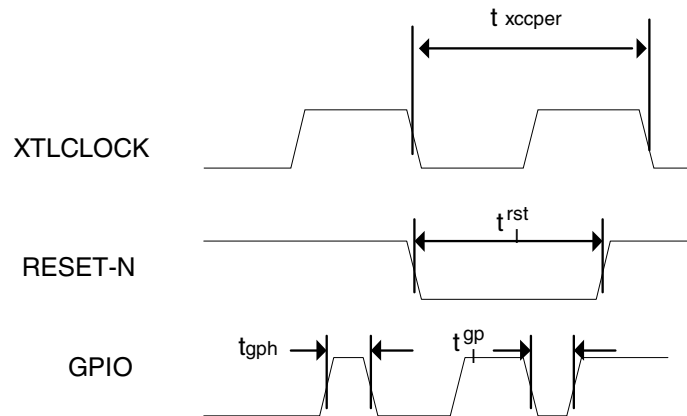 t xccper
XTLCLOCK
t rst
RESET-N
tgph
t gp
GPIO